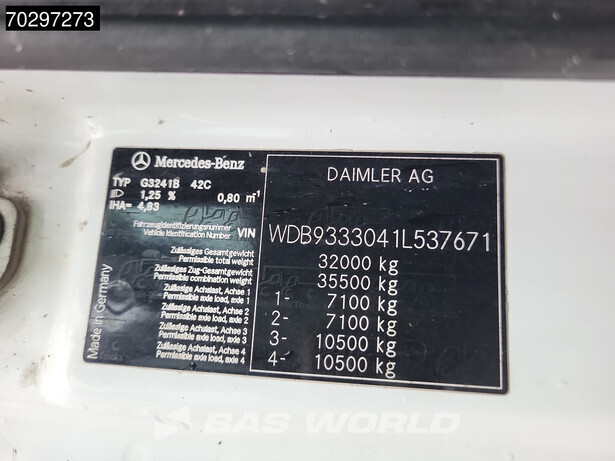 70297273
Mercedes-Benz
DAIMLER AG
TYP G3241B 42C
1,25 % 0,80 m⁻¹
IHA= 4,83
Fahrzeugidentifizierungsnummer
Vehicle Identification Number VIN WDB9333041L537671
Zulässiges Gesamtgewicht
Permissible total weight 32000 kg
Zulässiges Zug-Gesamtgewicht
Permissible combination weight 35500 kg
Zulässige Achslast, Achse 1
Permissible axle load, axle 1 1- 7100 kg
Zulässige Achslast, Achse 2
Permissible axle load, axle 2 2- 7100 kg
Zulässige Achslast, Achse 3
Permissible axle load, axle 3 3- 10500 kg
Zulässige Achslast, Achse 4
Permissible axle load, axle 4 4- 10500 kg
Made in Germany
BAS WORLD